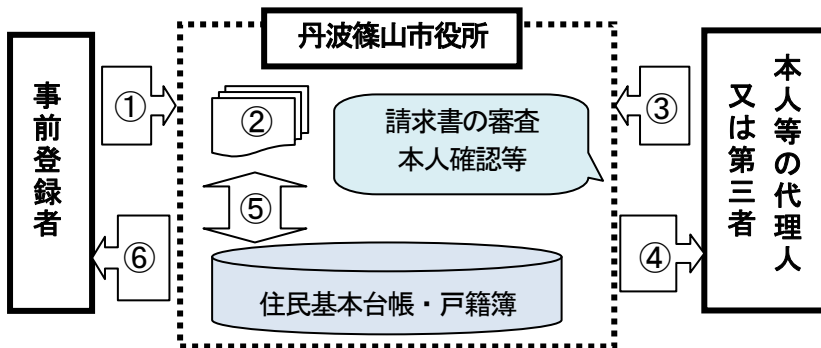 丹波篠山市役所
事前登録者
①
②
請求書の審査
本人確認等
③
本人等の代理人
又は第三者
⑤
⑥
④
住民基本台帳・戸籍簿